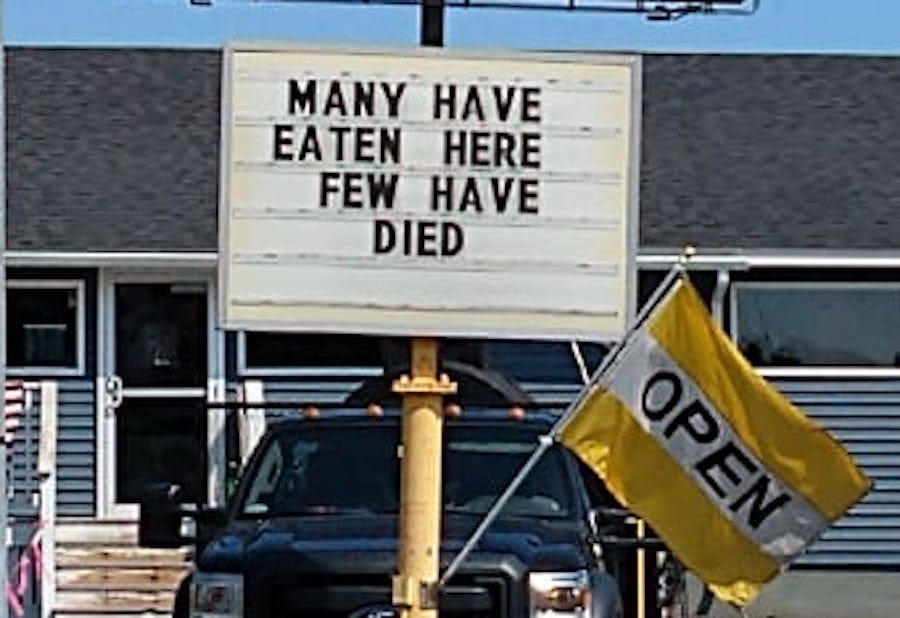 MANY HAVE
EATEN HERE
FEW HAVE
DIED
OPEN